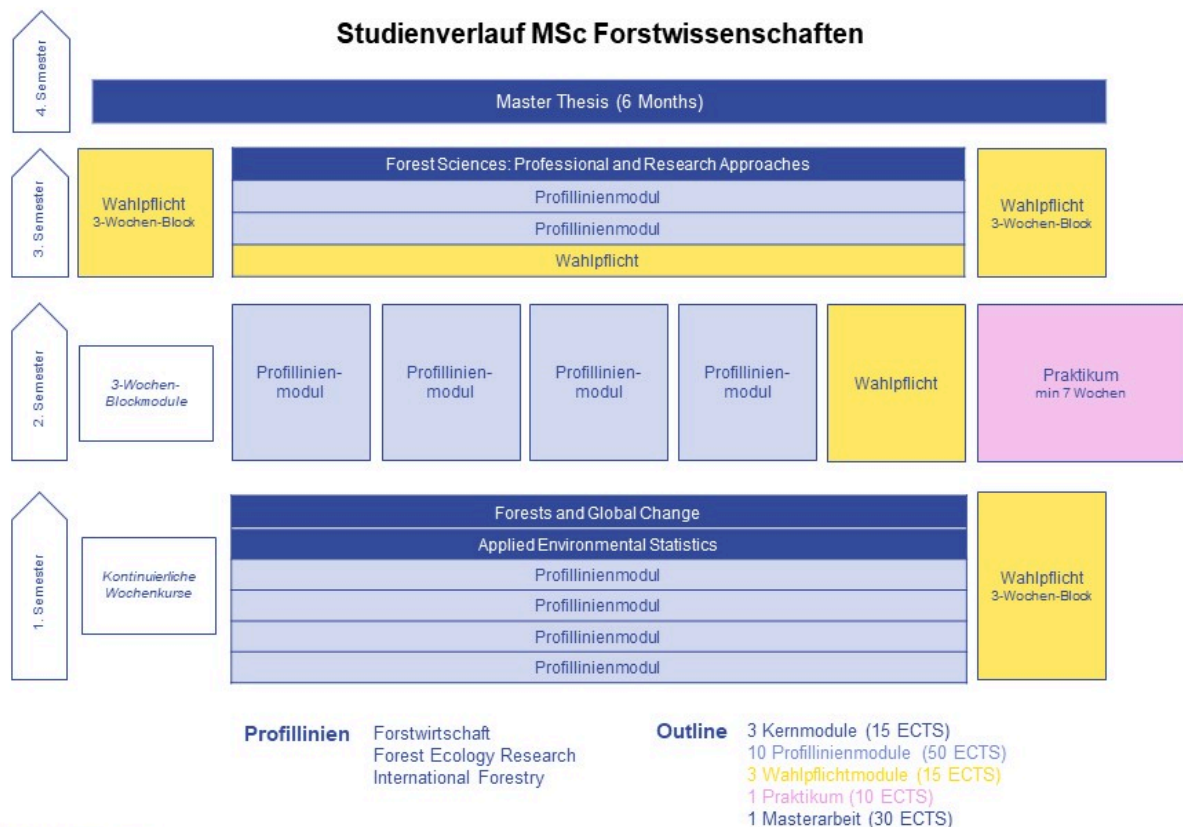 Studienverlauf MSc Forstwissenschaften
4. Semester
Master Thesis (6 Months)
3. Semester
Wahlpflicht
3-Wochen-Block
Forest Sciences: Professional and Research Approaches
Profillinienmodul
Profillinienmodul
Wahlpflicht
Wahlpflicht
3-Wochen-Block
2. Semester
3-Wochen-
Blockmodule
Profillinien-
modul
Profillinien-
modul
Profillinien-
modul
Profillinien-
modul
Wahlpflicht
Praktikum
min 7 Wochen
1. Semester
Kontinuierliche
Wochenkurse
Forests and Global Change
Applied Environmental Statistics
Profillinienmodul
Profillinienmodul
Profillinienmodul
Profillinienmodul
Wahlpflicht
3-Wochen-Block
Profillinien
Forstwirtschaft
Forest Ecology Research
International Forestry
Outline
3 Kernmodule (15 ECTS)
10 Profillinienmodule (50 ECTS)
3 Wahlpflichtmodule (15 ECTS)
1 Praktikum (10 ECTS)
1 Masterarbeit (30 ECTS)